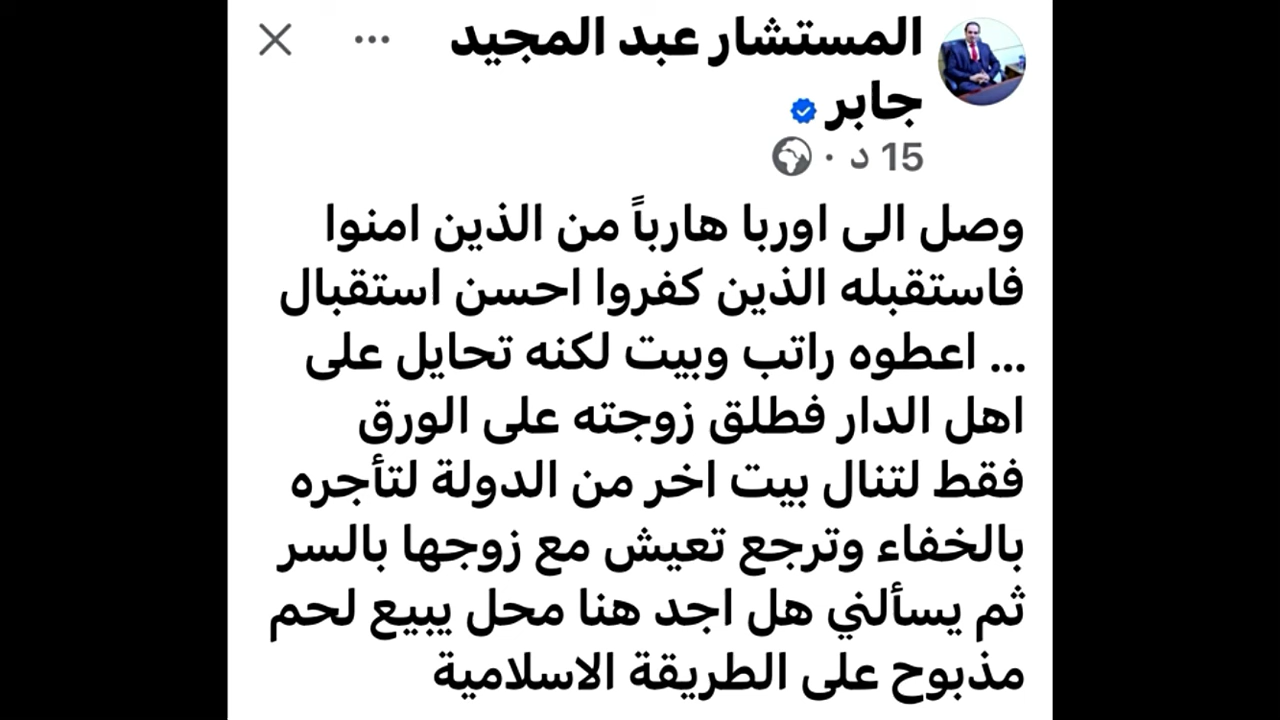 المستشار عبد المجيد
جابر
15 د ·
وصل الى اوربا هارباً من الذين امنوا
فاستقبله الذين كفروا احسن استقبال
... اعطوه راتب وبيت لكنه تحايل على
اهل الدار فطلق زوجته على الورق
فقط لتنال بيت اخر من الدولة لتأجره
بالخفاء وترجع تعيش مع زوجها بالسر
ثم يسألني هل اجد هنا محل يبيع لحم
مذبوح على الطريقة الاسلامية